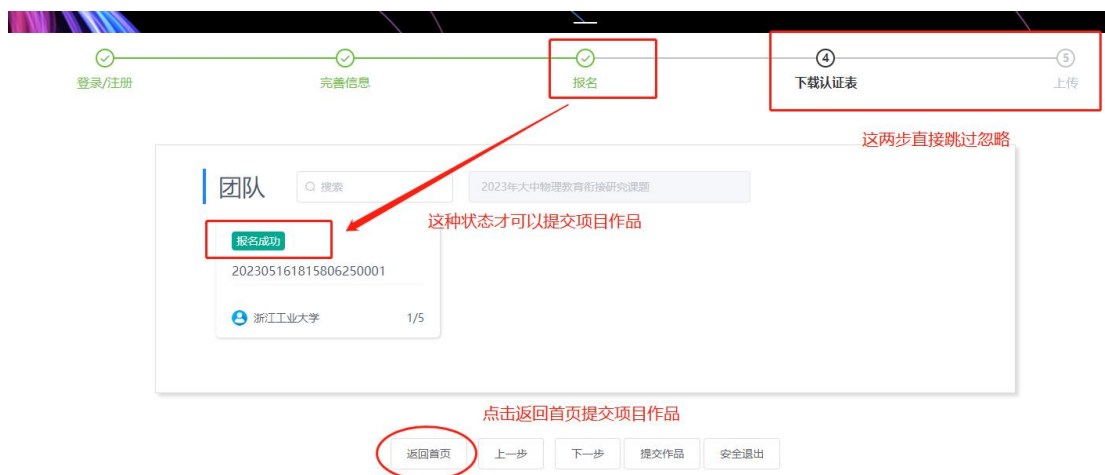 4
5
登录/注册
完善信息
报名
下载认证表
上传
这两步直接跳过忽略
团队
搜索
2023年大中物理教育衔接研究课题
这种状态才可以提交项目作品
报名成功
202305161815806250001
浙江工业大学
1/5
点击返回首页提交项目作品
返回首页
上一步
下一步
提交作品
安全退出